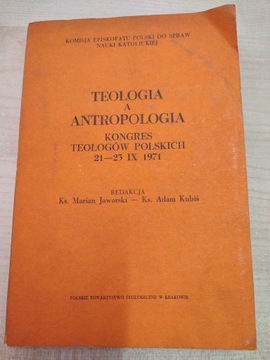 KOMISJA EPISKOPATU POLSKI DO SPRAW
NAUKI KATOLICKIEJ
TEOLOGIA
A
ANTROPOLOGIA
KONGRES
TEOLOGÓW POLSKICH
21—23 IX 1971
REDAKCJA
Ks. Marian Jaworski — Ks. Adam Kubiś
POLSKIE TOWARZYSTWO TEOLOGICZNE W KRAKOWIE